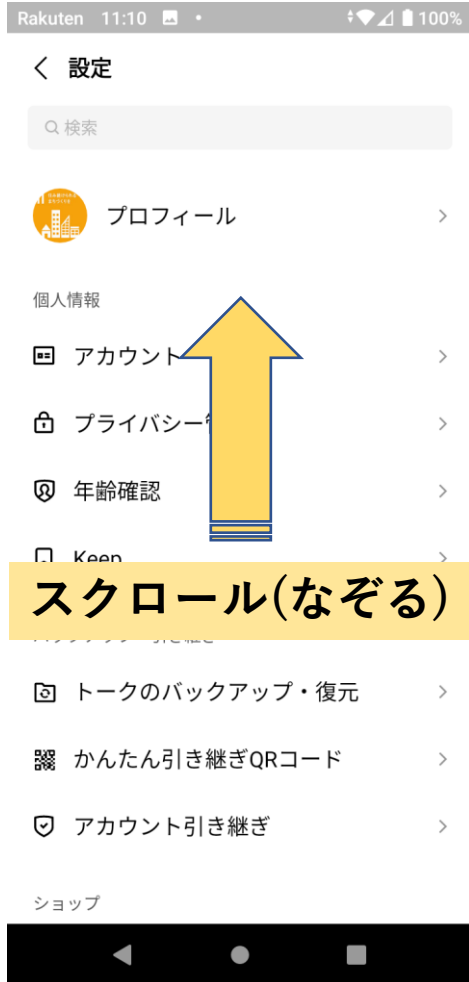 Rakuten 11:10 100%
設定
検索
プロフィール
個人情報
アカウント
プライバシー
年齢確認
Keep
スクロール(なぞる)
トークのバックアップ・復元
かんたん引き継ぎQRコード
アカウント引き継ぎ
ショップ